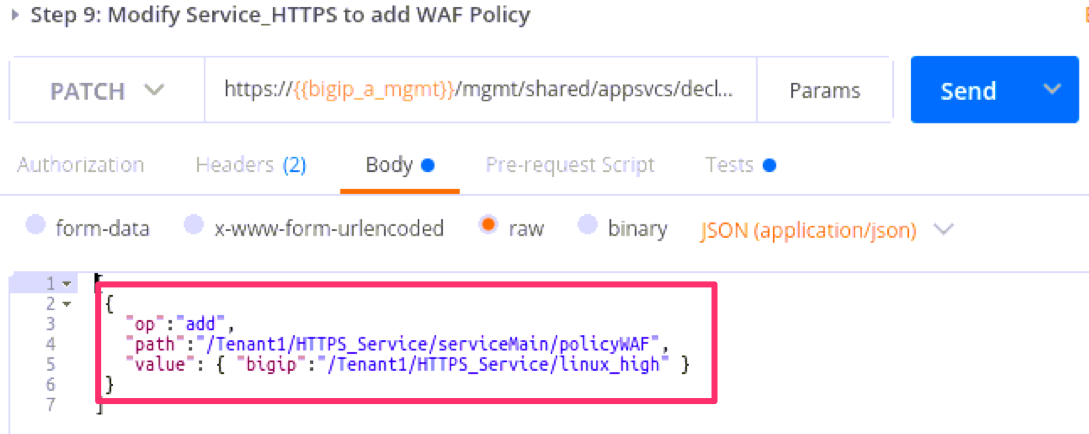 Step 9: Modify Service_HTTPS to add WAF Policy
PATCH https://{{bigip_a_mgmt}}/mgmt/shared/appsvcs/decl... Params Send
Authorization Headers (2) Body Pre-request Script Tests
form-data x-www-form-urlencoded raw binary JSON (application/json)
1 [
2 {
3 "op":"add",
4 "path":"/Tenant1/HTTPS_Service/serviceMain/policyWAF",
5 "value": { "bigip":"/Tenant1/HTTPS_Service/linux_high" }
6 }
7 ]